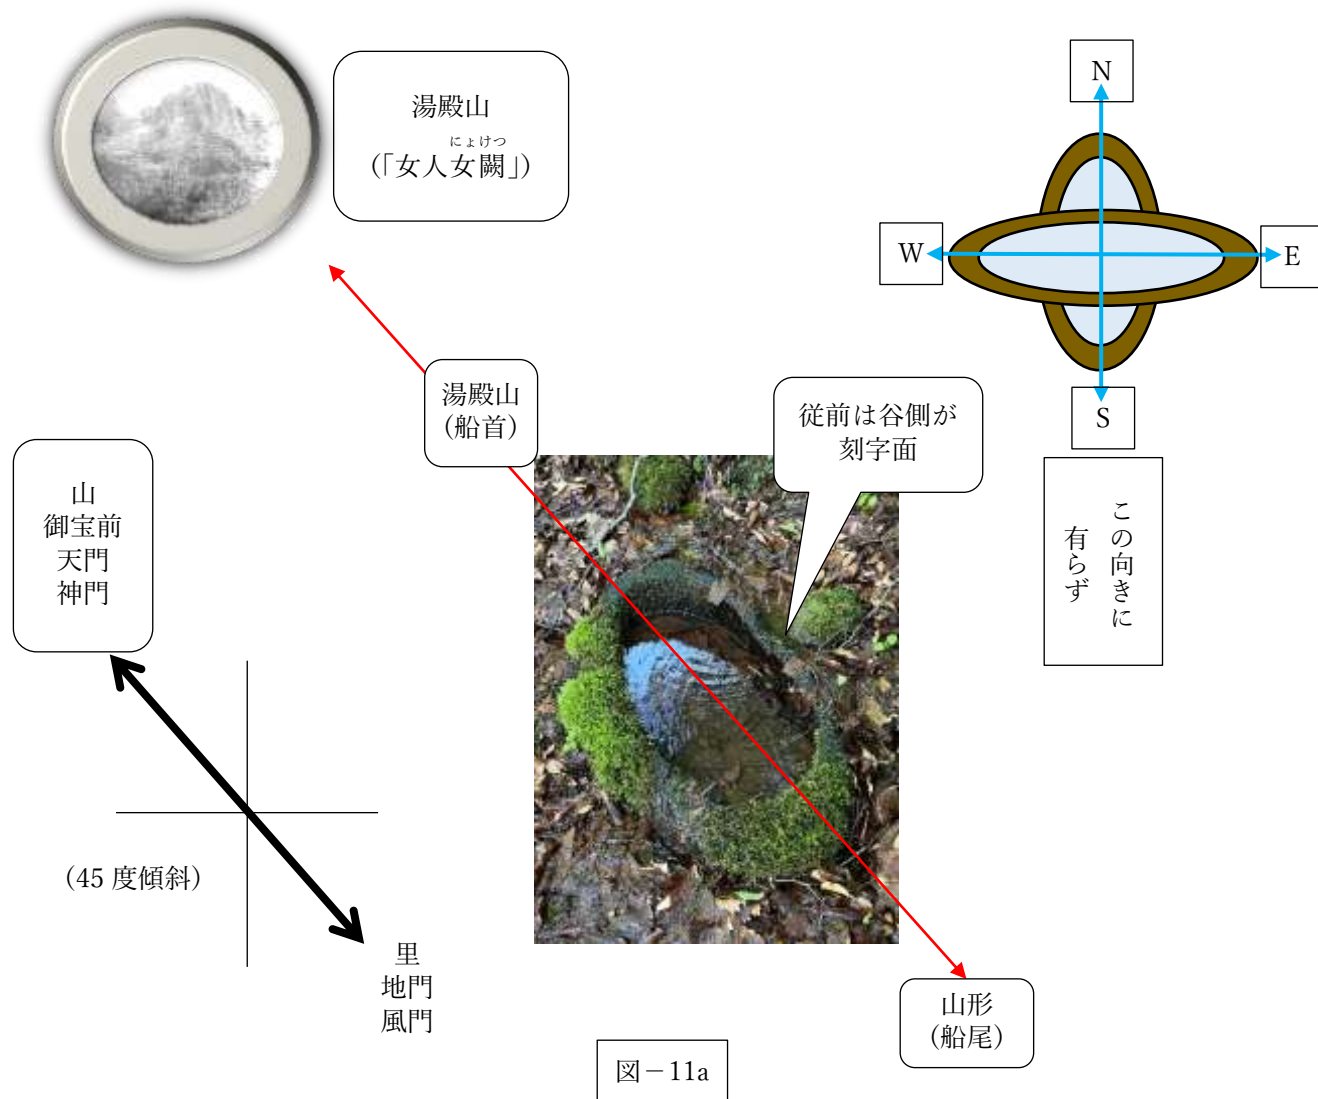 湯殿山
(「女人女闕」)
にょけつ
N
W
E
S
この向きに
有らず
湯殿山
(船首)
従前は谷側が
刻字面
山
御宝前
天門
神門
(45 度傾斜)
里
地門
風門
山形
(船尾)
図－11a